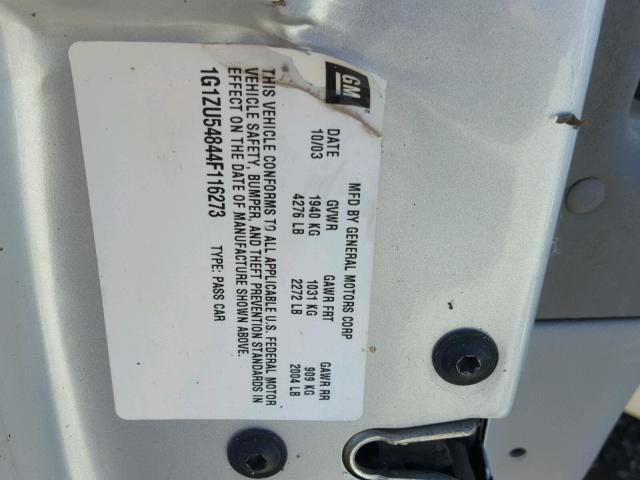 GM
MFD BY GENERAL MOTORS CORP
DATE GVWR GAWR FRT GAWR RR
10/03 1940 KG 1031 KG 909 KG
4276 LB 2272 LB 2004 LB
THIS VEHICLE CONFORMS TO ALL APPLICABLE U.S. FEDERAL MOTOR
VEHICLE SAFETY, BUMPER, AND THEFT PREVENTION STANDARDS IN
EFFECT ON THE DATE OF MANUFACTURE SHOWN ABOVE.
1G1ZU54844F116273 TYPE: PASS CAR